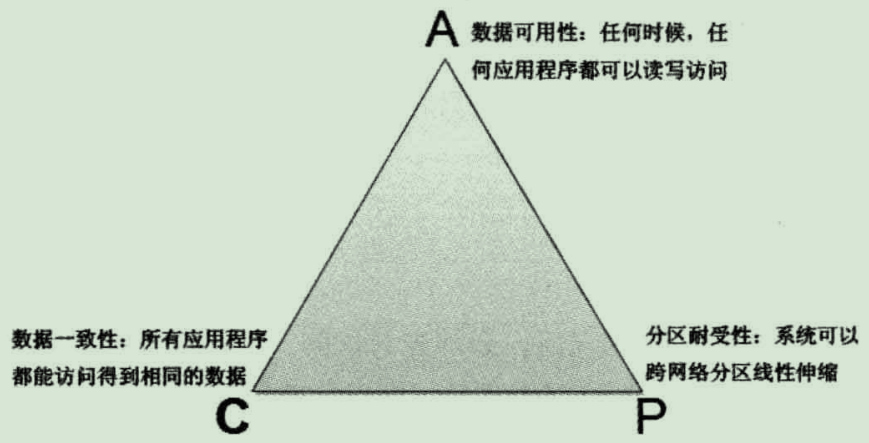 A
数据可用性：任何时候，任
何应用程序都可以读写访问
数据一致性：所有应用程序
都能访问得到相同的数据
C
分区耐受性：系统可以
跨网络分区线性伸缩
P